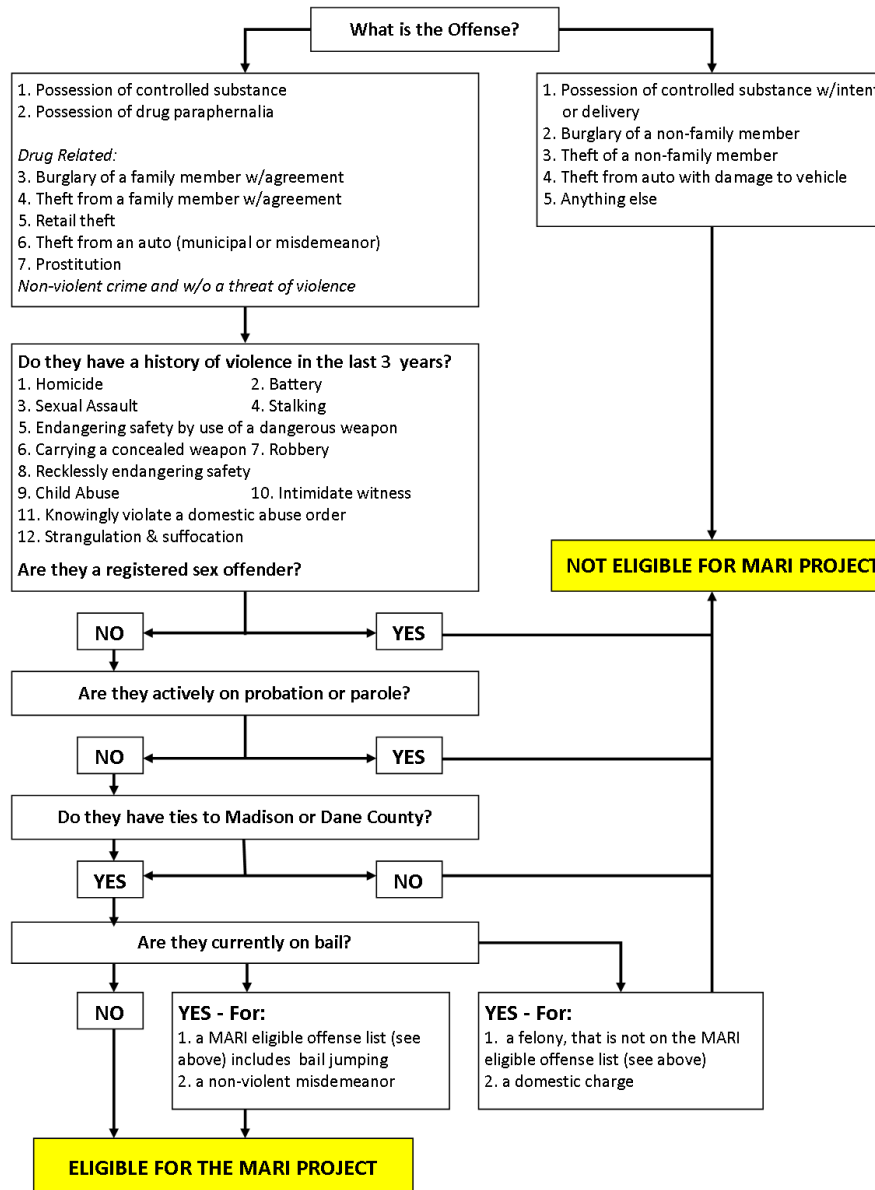 What is the Offense?
1. Possession of controlled substance
2. Possession of drug paraphernalia
Drug Related:
3. Burglary of a family member w/agreement
4. Theft from a family member w/agreement
5. Retail theft
6. Theft from an auto (municipal or misdemeanor)
7. Prostitution
Non-violent crime and w/o a threat of violence
1. Possession of controlled substance w/intent
or delivery
2. Burglary of a non-family member
3. Theft of a non-family member
4. Theft from auto with damage to vehicle
5. Anything else
Do they have a history of violence in the last 3 years?
1. Homicide 2. Battery
3. Sexual Assault 4. Stalking
5. Endangering safety by use of a dangerous weapon
6. Carrying a concealed weapon 7. Robbery
8. Recklessly endangering safety
9. Child Abuse 10. Intimidate witness
11. Knowingly violate a domestic abuse order
12. Strangulation & suffocation
Are they a registered sex offender?
NOT ELIGIBLE FOR MARI PROJECT
NO YES
Are they actively on probation or parole?
NO YES
Do they have ties to Madison or Dane County?
YES NO
Are they currently on bail?
NO
YES - For:
1. a MARI eligible offense list (see
above) includes bail jumping
2. a non-violent misdemeanor
YES - For:
1. a felony, that is not on the MARI
eligible offense list (see above)
2. a domestic charge
ELIGIBLE FOR THE MARI PROJECT